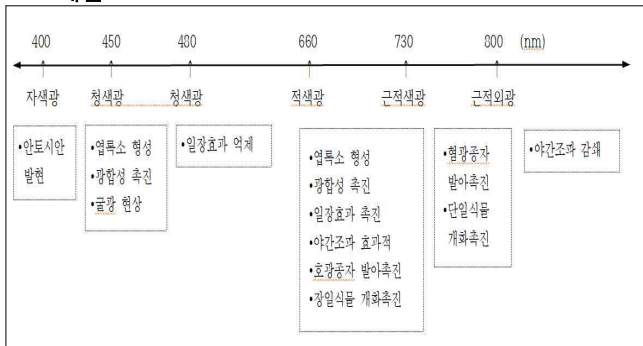 400 450 480 660 730 800 (nm)
자색광 청색광 청색광 적색광 근적색광 근적외광
•안토시안
발현
•엽록소 형성
•광합성 촉진
•굴광 현상
•일장효과 억제
•엽록소 형성
•광합성 촉진
•일장효과 촉진
•야간조파 효과적
•호광종자 발아촉진
•장일식물 개화촉진
•혐광종자
발아촉진
•단일식물
개화촉진
•야간조파 감쇄